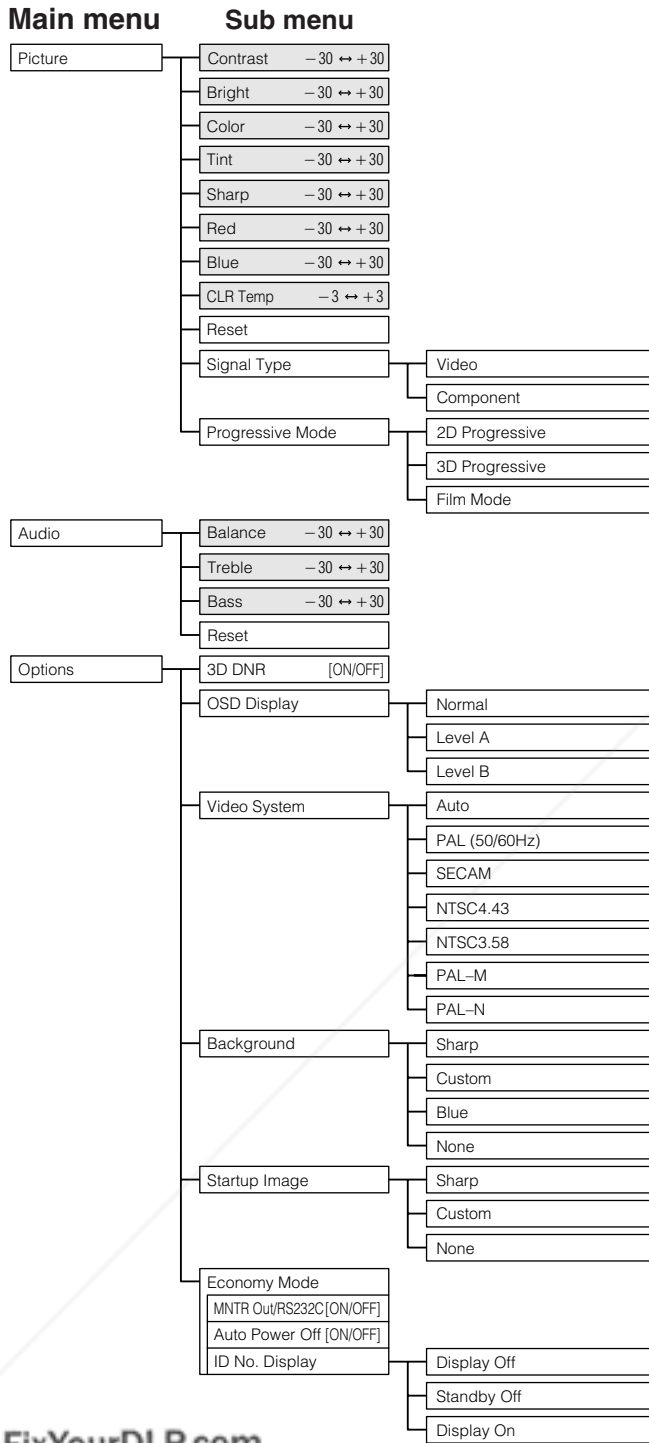 Main menu Sub menu
Picture Contrast −30 ↔ +30
Bright −30 ↔ +30
Color −30 ↔ +30
Tint −30 ↔ +30
Sharp −30 ↔ +30
Red −30 ↔ +30
Blue −30 ↔ +30
CLR Temp −3 ↔ +3
Reset
Signal Type Video
Component
Progressive Mode 2D Progressive
3D Progressive
Film Mode
Audio Balance −30 ↔ +30
Treble −30 ↔ +30
Bass −30 ↔ +30
Reset
Options 3D DNR [ON/OFF]
OSD Display Normal
Level A
Level B
Video System Auto
PAL (50/60Hz)
SECAM
NTSC4.43
NTSC3.58
PAL–M
PAL–N
Background Sharp
Custom
Blue
None
Startup Image Sharp
Custom
None
Economy Mode
MNTR Out/RS232C[ON/OFF]
Auto Power Off [ON/OFF]
ID No. Display Display Off
Standby Off
Display On
FixYourDLP.com